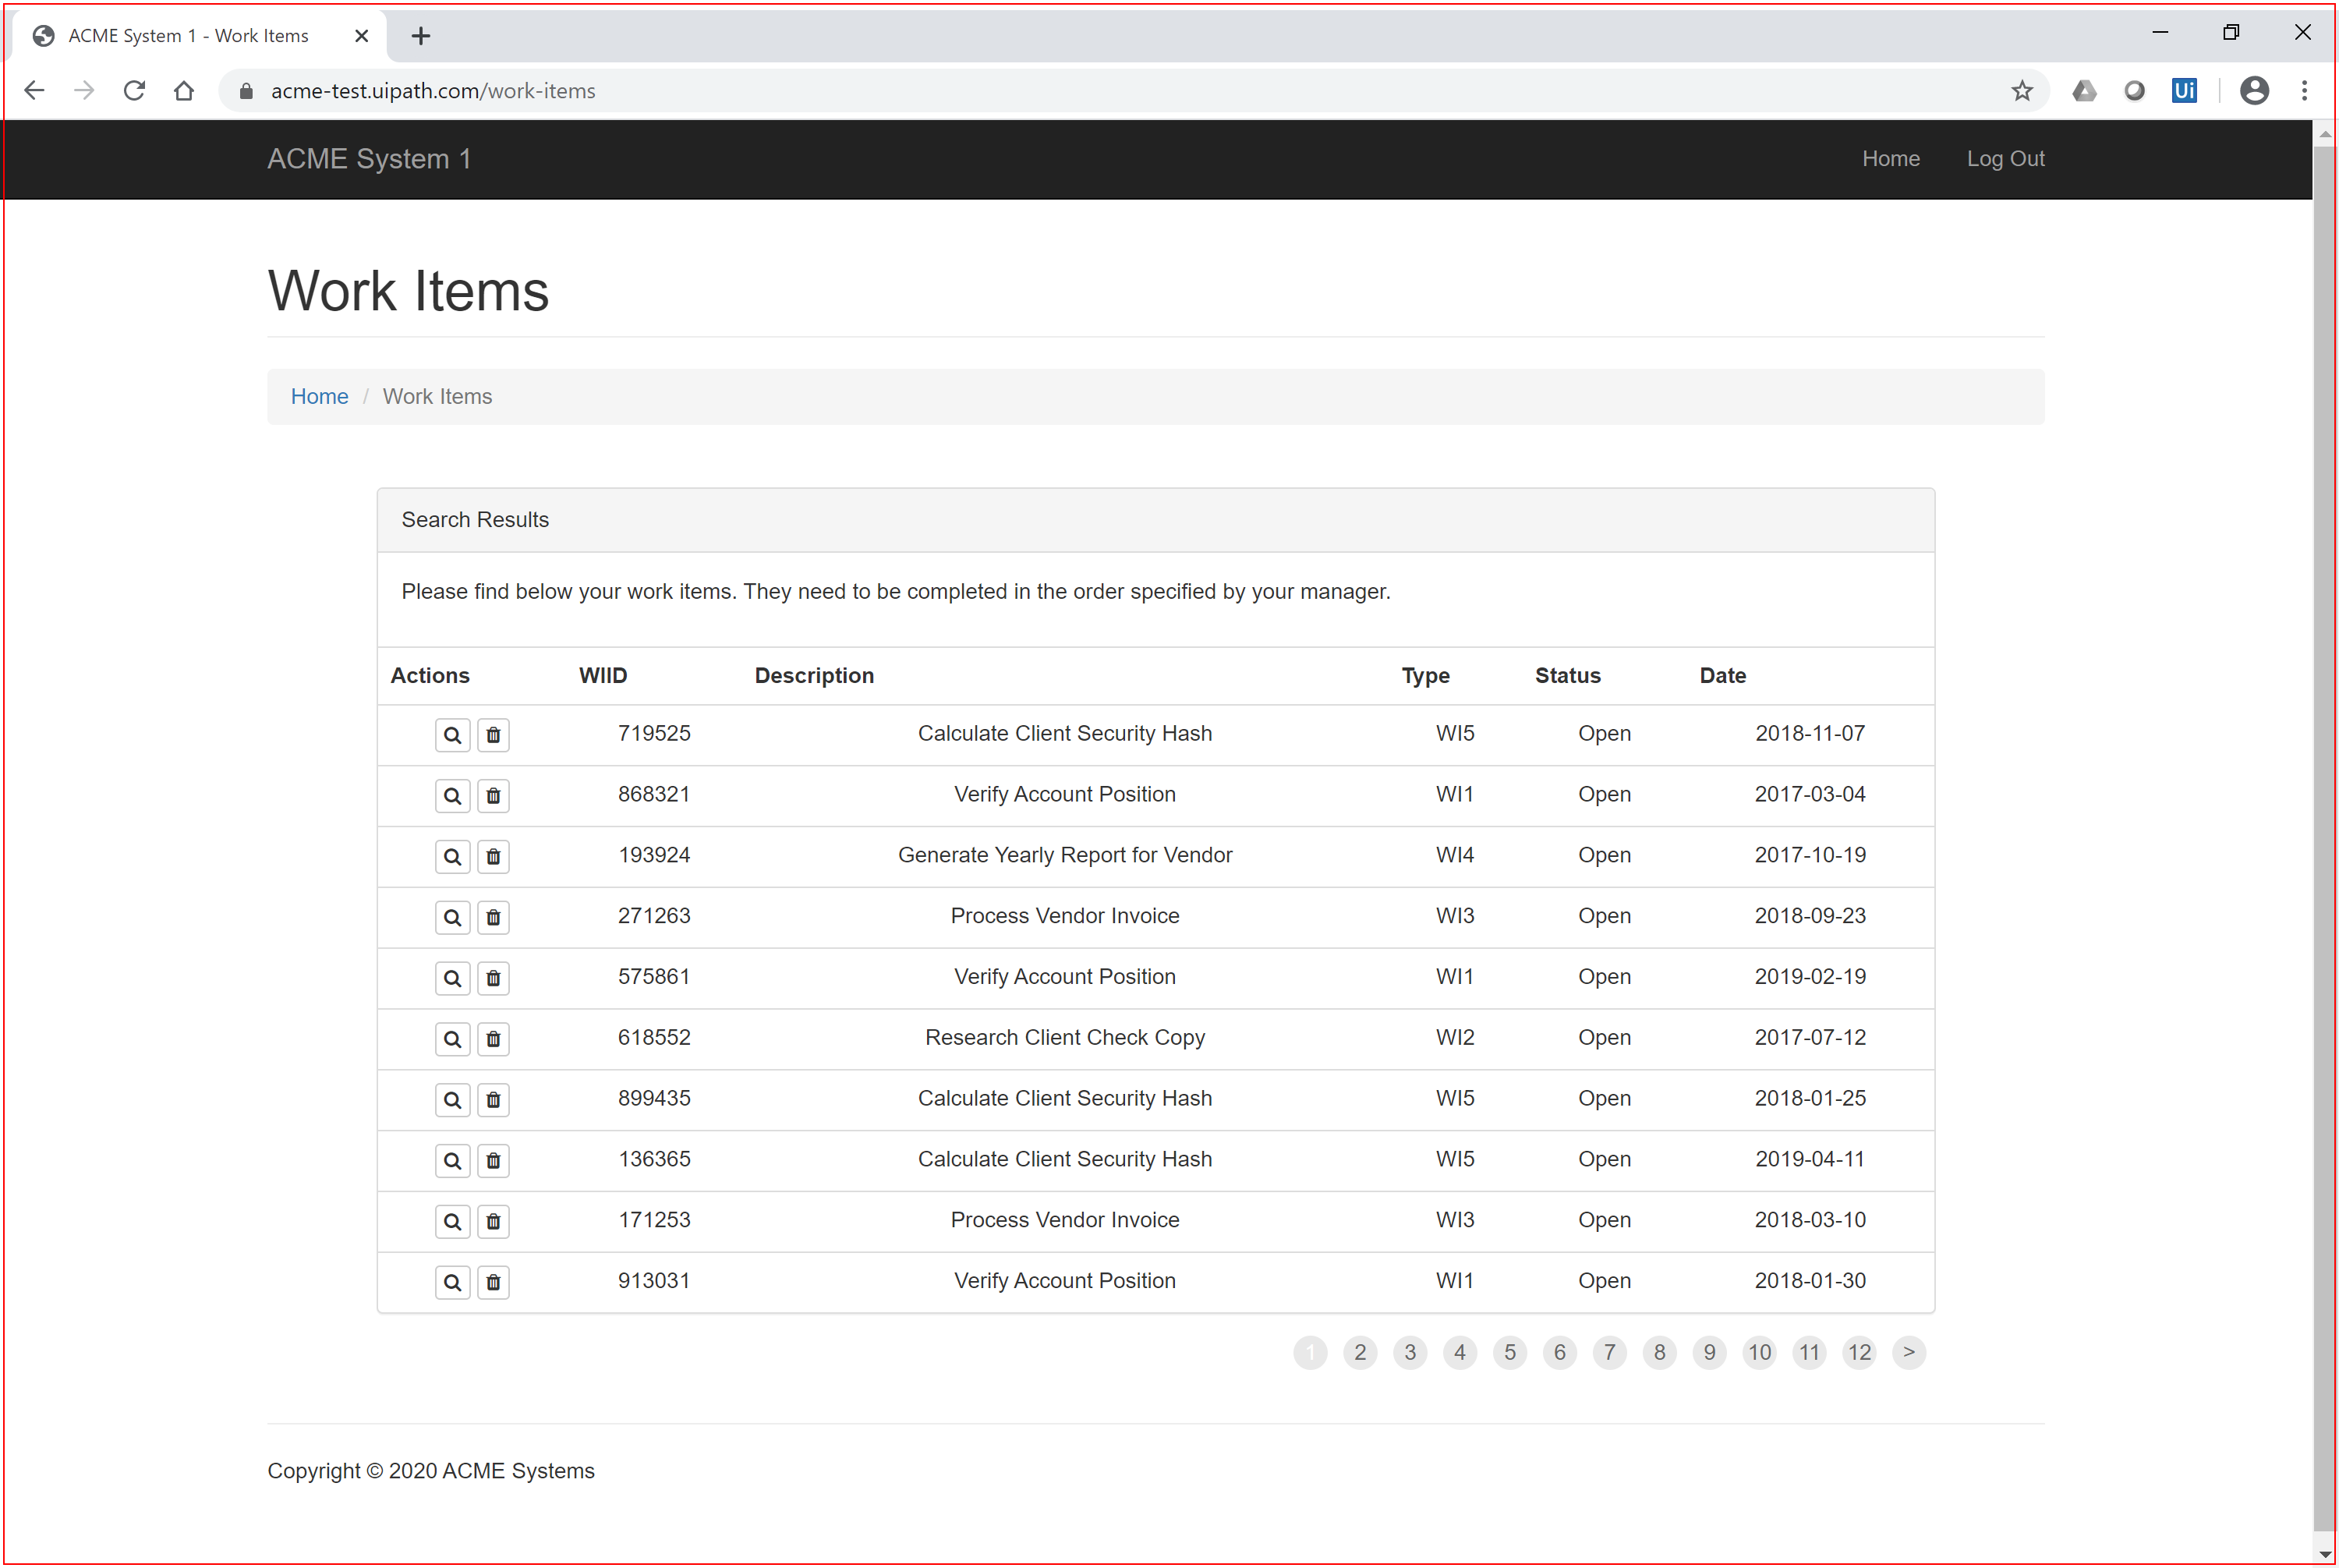 ACME System 1 - Work Items
acme-test.uipath.com/work-items
Ui
ACME System 1 Home Log Out
Work Items
Home / Work Items
Search Results
Please find below your work items. They need to be completed in the order specified by your manager.
Actions WIID Description Type Status Date
719525 Calculate Client Security Hash WI5 Open 2018-11-07
868321 Verify Account Position WI1 Open 2017-03-04
193924 Generate Yearly Report for Vendor WI4 Open 2017-10-19
271263 Process Vendor Invoice WI3 Open 2018-09-23
575861 Verify Account Position WI1 Open 2019-02-19
618552 Research Client Check Copy WI2 Open 2017-07-12
899435 Calculate Client Security Hash WI5 Open 2018-01-25
136365 Calculate Client Security Hash WI5 Open 2019-04-11
171253 Process Vendor Invoice WI3 Open 2018-03-10
913031 Verify Account Position WI1 Open 2018-01-30
1 2 3 4 5 6 7 8 9 10 11 12 >
Copyright © 2020 ACME Systems